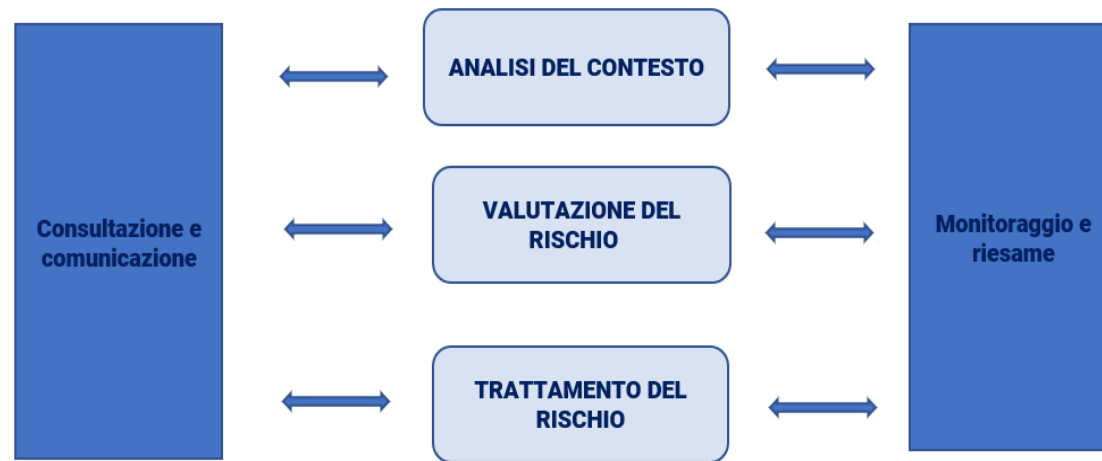 ANALISI DEL CONTESTO
Consultazione e
comunicazione
VALUTAZIONE DEL
RISCHIO
Monitoraggio e
riesame
TRATTAMENTO DEL
RISCHIO